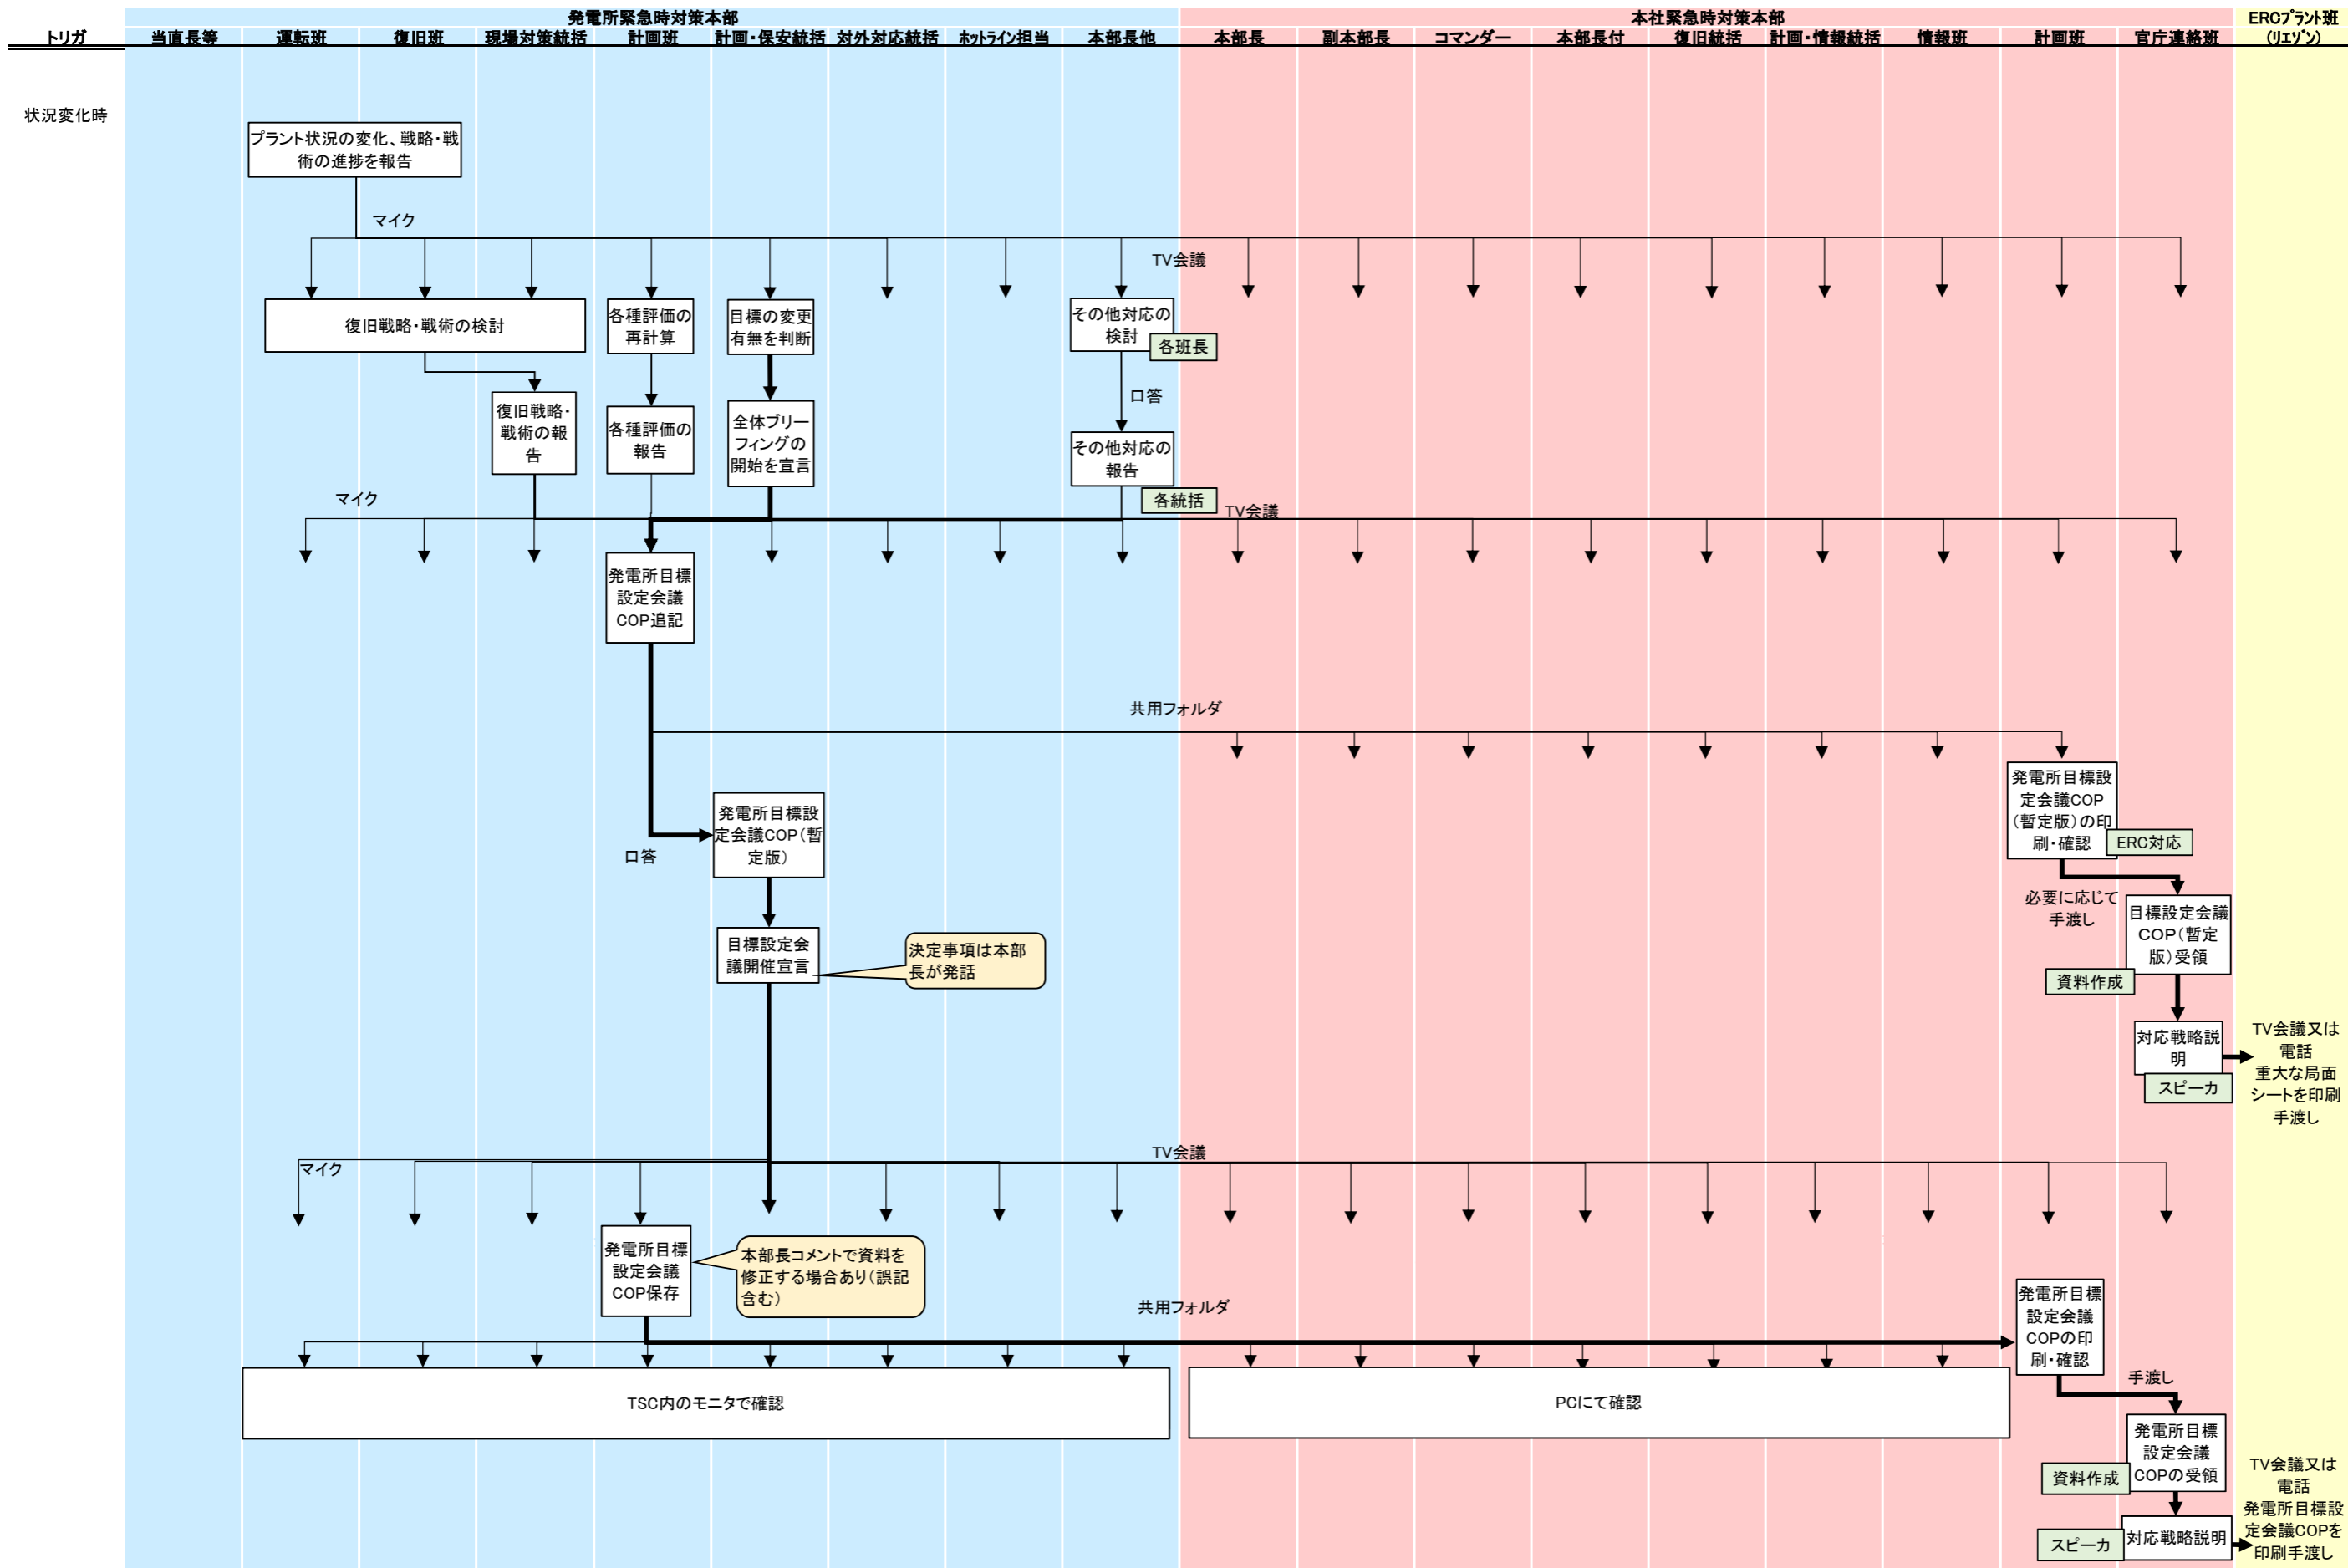 発電所緊急時対策本部
本社緊急時対策本部
ERCﾌﾟﾗﾝﾄ班
(ﾘｴｿﾞﾝ)
トリガ
当直長等
運転班
復旧班
現場対策統括
計画班
計画・保安統括
対外対応統括
ﾎｯﾄﾗｲﾝ担当
本部長他
本部長
副本部長
コマンダー
本部長付
復旧統括
計画・情報統括
情報班
計画班
官庁連絡班
状況変化時
プラント状況の変化、戦略・戦
術の進捗を報告
マイク
TV会議
復旧戦略・戦術の検討
各種評価の
再計算
目標の変更
有無を判断
その他対応の
検討
各班長
口答
復旧戦略・
戦術の報
告
各種評価の
報告
全体ブリー
フィングの
開始を宣言
その他対応の
報告
各統括
マイク
TV会議
発電所目標
設定会議
COP追記
共用フォルダ
発電所目標設
定会議COP(暫
定版)
口答
発電所目標設
定会議COP
(暫定版)の印
刷・確認
ERC対応
必要に応じて
手渡し
目標設定会
議開催宣言
決定事項は本部
長が発話
目標設定会議
COP(暫定
版)受領
資料作成
対応戦略説
明
スピーカ
TV会議又は
電話
重大な局面
シートを印刷
手渡し
マイク
TV会議
発電所目標
設定会議
COP保存
本部長コメントで資料を
修正する場合あり(誤記
含む)
共用フォルダ
発電所目標
設定会議
COPの印
刷・確認
TSC内のモニタで確認
PCにて確認
手渡し
発電所目標
設定会議
COPの受領
資料作成
対応戦略説明
スピーカ
TV会議又は
電話
発電所目標設
定会議COPを
印刷手渡し